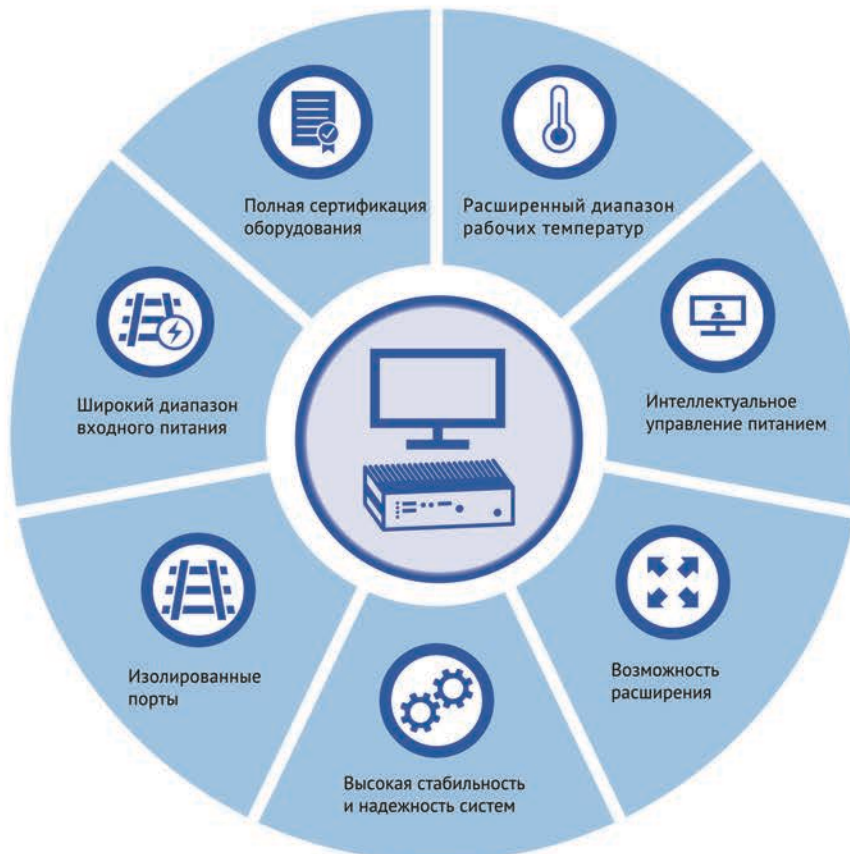 Полная сертификация
оборудования
Расширенный диапазон
рабочих температур
Широкий диапазон
входного питания
Интеллектуальное
управление питанием
Изолированные
порты
Возможность
расширения
Высокая стабильность
и надежность систем